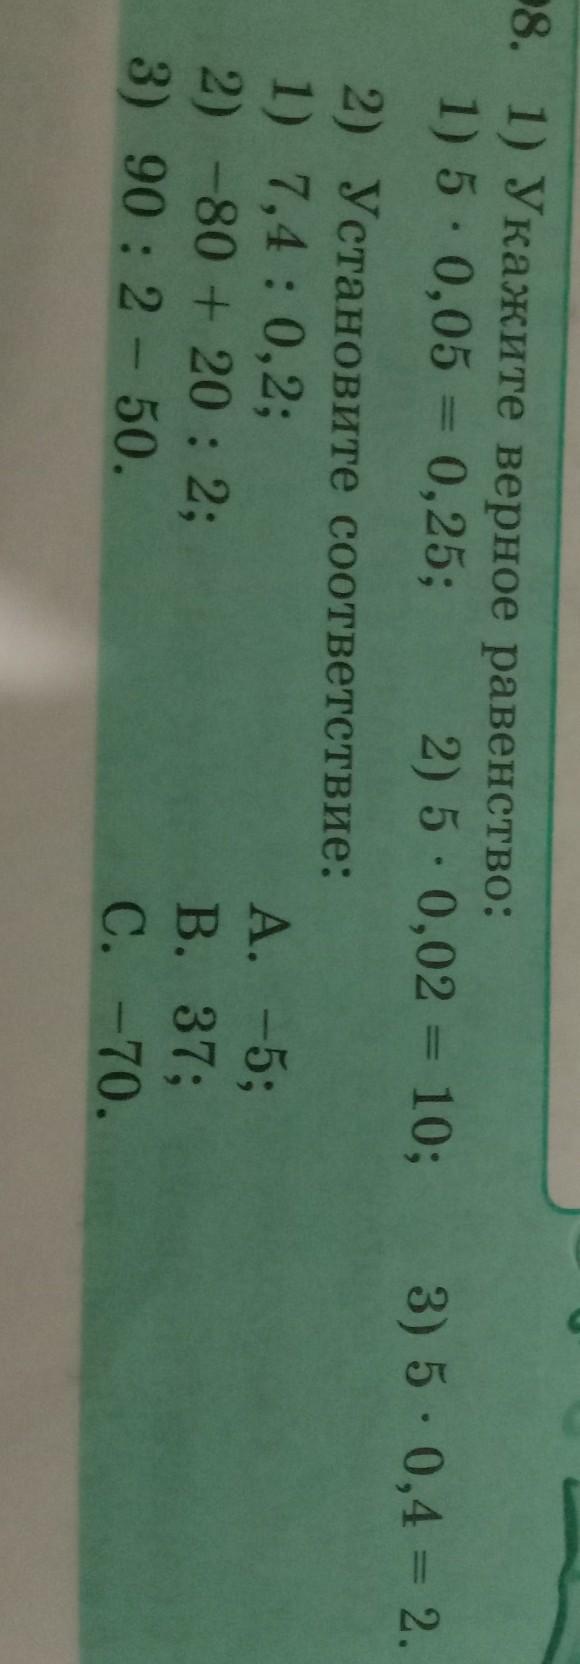 98. 1) Укажите верное равенство:
1) 5 · 0,05 = 0,25; 2) 5 · 0,02 = 10; 3) 5 · 0,4 = 2.
2) Установите соответствие:
1) 7,4 : 0,2; A. –5;
2) –80 + 20 : 2; B. 37;
3) 90 : 2 – 50. C. –70.